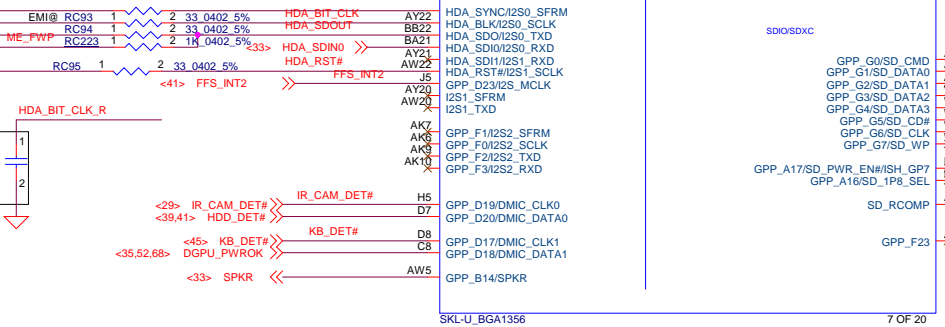 HDA_SYNC/I2S0_SFRM
EMI@ RC93 1 2 33_0402_5% HDA_BIT_CLK AY22 HDA_BLK/I2S0_SCLK
RC94 1 2 33_0402_5% HDA_SDOUT BB22 HDA_SDO/I2S0_TXD
ME_FWP RC223 1 2 1K_0402_5% <33> HDA_SDIN0 BA21 HDA_SDI0/I2S0_RXD
AY21 HDA_SDI1/I2S1_RXD
RC95 1 2 33_0402_5% HDA_RST# AW22 HDA_RST#/I2S1_SCLK
<41> FFS_INT2 FFS_INT2 J5 GPP_D23/I2S_MCLK
AY20 I2S1_SFRM
AW20 I2S1_TXD
HDA_BIT_CLK_R
1
2
AK7 GPP_F1/I2S2_SFRM
AK6 GPP_F0/I2S2_SCLK
AK9 GPP_F2/I2S2_TXD
AK10 GPP_F3/I2S2_RXD
<29> IR_CAM_DET# IR_CAM_DET# H5 GPP_D19/DMIC_CLK0
<39,41> HDD_DET# D7 GPP_D20/DMIC_DATA0
<45> KB_DET# KB_DET# D8 GPP_D17/DMIC_CLK1
<35,52,68> DGPU_PWROK C8 GPP_D18/DMIC_DATA1
<33> SPKR AW5 GPP_B14/SPKR
SDIO/SDXC
GPP_G0/SD_CMD
GPP_G1/SD_DATA0
GPP_G2/SD_DATA1
GPP_G3/SD_DATA2
GPP_G4/SD_DATA3
GPP_G5/SD_CD#
GPP_G6/SD_CLK
GPP_G7/SD_WP
GPP_A17/SD_PWR_EN#/ISH_GP7
GPP_A16/SD_1P8_SEL
SD_RCOMP
GPP_F23
SKL-U_BGA1356 7 OF 20